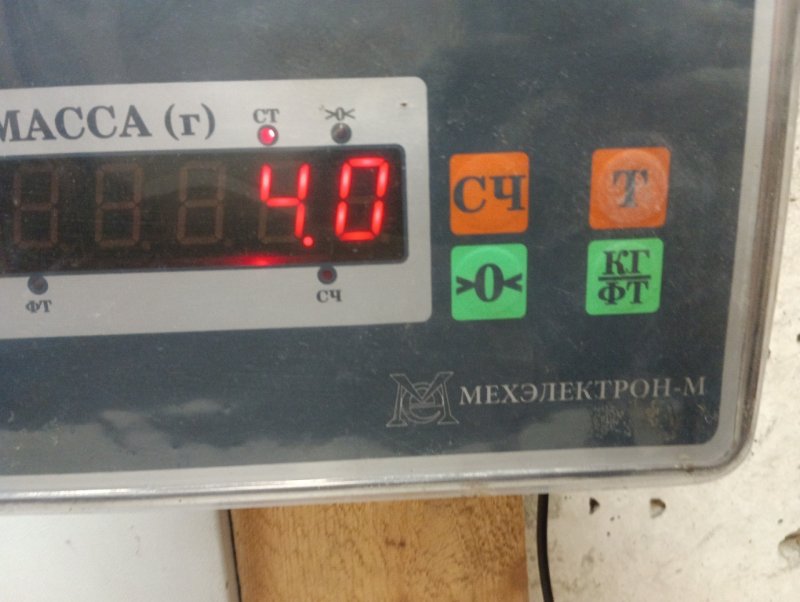 МАССА (г)
СТ
>0<
4.0
ФТ
СЧ
СЧ
Т
>0<
КГ
ФТ
МЕХЭЛЕКТРОН-М